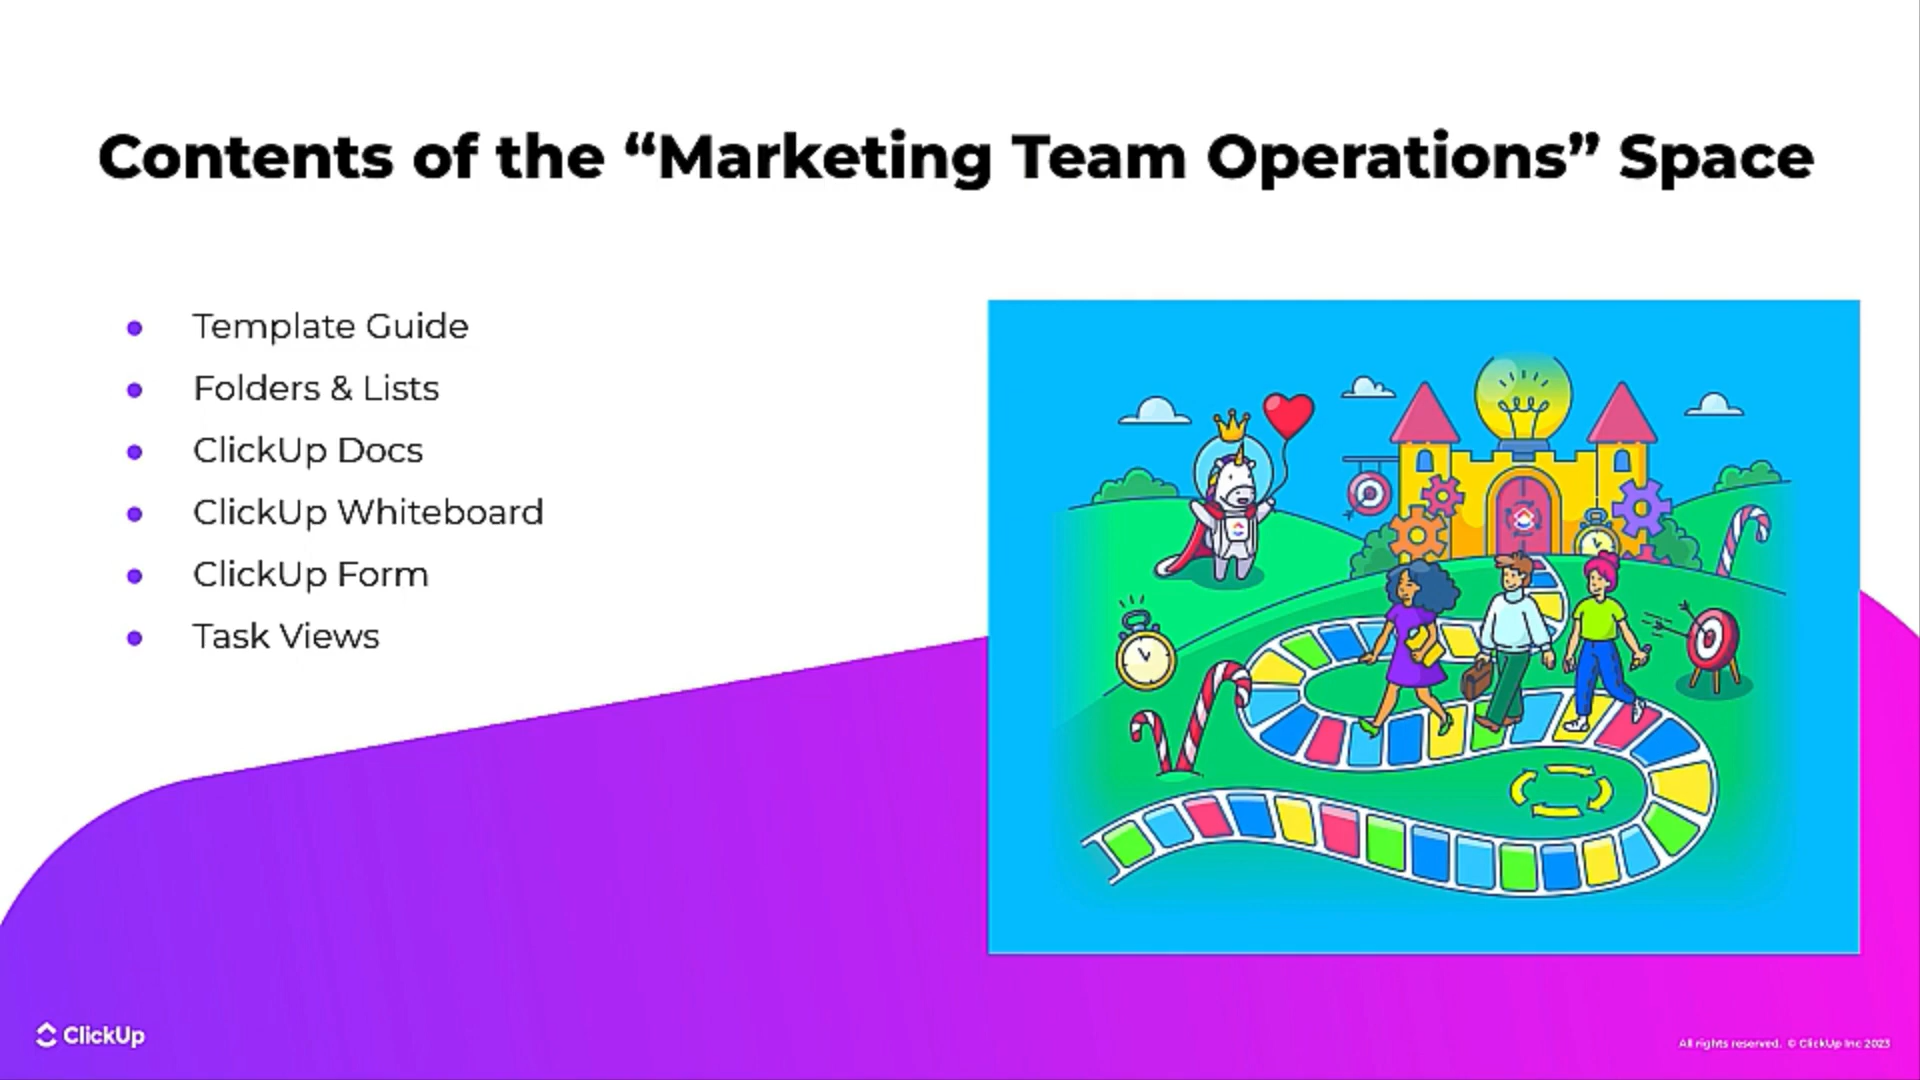 Contents of the “Marketing Team Operations” Space
Template Guide
Folders & Lists
ClickUp Docs
ClickUp Whiteboard
ClickUp Form
Task Views
ClickUp
All rights reserved. © ClickUp Inc 2023